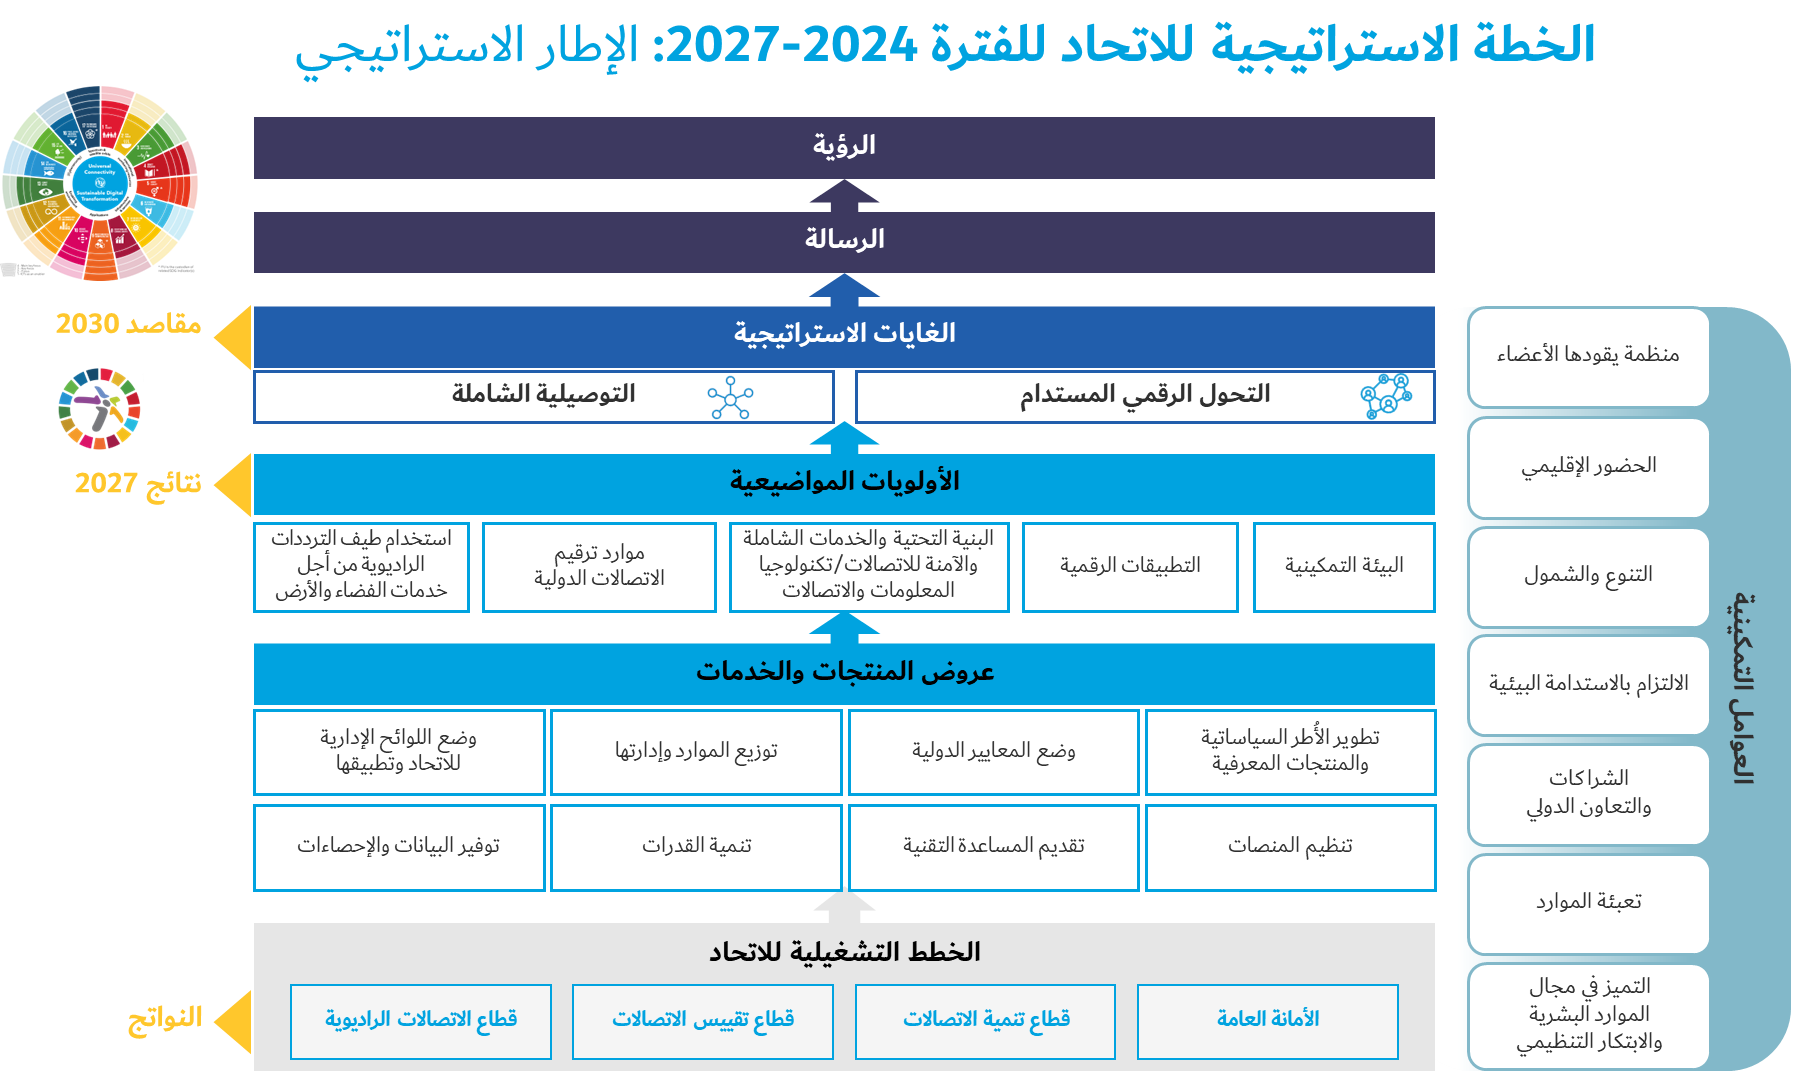 الخطة الاستراتيجية للاتحاد للفترة 2024-2027: الإطار الاستراتيجي
الرؤية
الرسالة
الغايات الاستراتيجية
التحول الرقمي المستدام
التوصيلية الشاملة
الأولويات المواضيعية
البيئة التمكينية
التطبيقات الرقمية
البنية التحتية والخدمات الشاملة
والآمنة للاتصالات/تكنولوجيا
المعلومات والاتصالات
موارد ترقيم
الاتصالات الدولية
استخدام طيف الترددات
الراديوية من أجل
خدمات الفضاء والأرض
عروض المنتجات والخدمات
تطوير الأُطر السياساتية
والمنتجات المعرفية
وضع المعايير الدولية
توزيع الموارد وإدارتها
وضع اللوائح الإدارية
للاتحاد وتطبيقها
تنظيم المنصات
تقديم المساعدة التقنية
تنمية القدرات
توفير البيانات والإحصاءات
الخطط التشغيلية للاتحاد
الأمانة العامة
قطاع تنمية الاتصالات
قطاع تقييس الاتصالات
قطاع الاتصالات الراديوية
العوامل التمكينية
منظمة يقودها الأعضاء
الحضور الإقليمي
التنوع والشمول
الالتزام بالاستدامة البيئية
الشراكات
والتعاون الدولي
تعبئة الموارد
التميز في مجال
الموارد البشرية
والابتكار التنظيمي
مقاصد 2030
نتائج 2027
النواتج
Universal
Connectivity
Sustainable Digital
Transformation